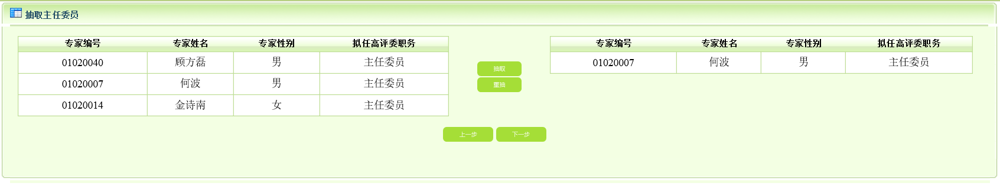 抽取主任委员
专家编号 专家姓名 专家性别 拟任高评委职务
01020040 顾方磊 男 主任委员
01020007 何波 男 主任委员
01020014 金诗南 女 主任委员
抽取
重抽
专家编号 专家姓名 专家性别 拟任高评委职务
01020007 何波 男 主任委员
上一步 下一步